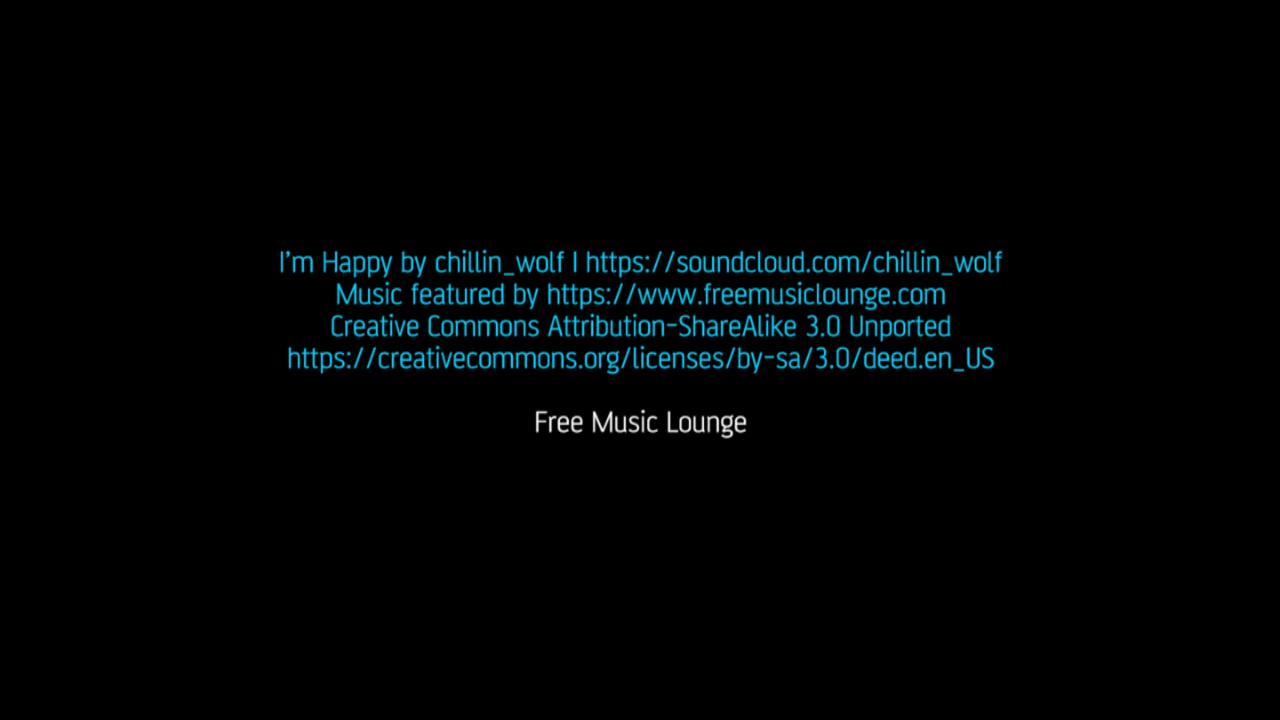 I'm Happy by chillin_wolf | https://soundcloud.com/chillin_wolf
Music featured by https://www.freemusiclounge.com
Creative Commons Attribution-ShareAlike 3.0 Unported
https://creativecommons.org/licenses/by-sa/3.0/deed.en_US
Free Music Lounge